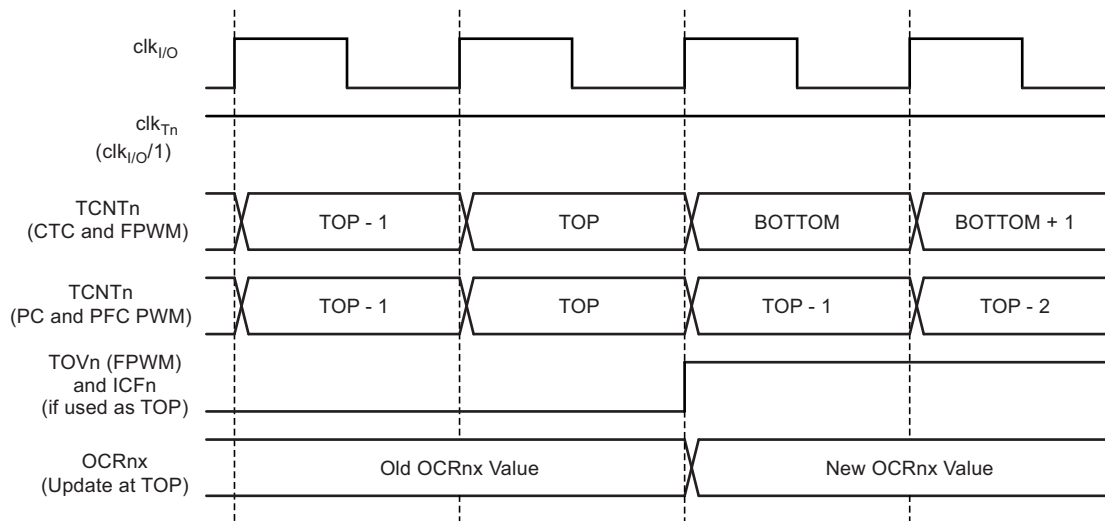 clkI/O
clkTn
(clkI/O/1)
TCNTn
(CTC and FPWM)
TOP - 1 TOP BOTTOM BOTTOM + 1
TCNTn
(PC and PFC PWM)
TOP - 1 TOP TOP - 1 TOP - 2
TOVn (FPWM)
and ICFn
(if used as TOP)
OCRnx
(Update at TOP)
Old OCRnx Value New OCRnx Value